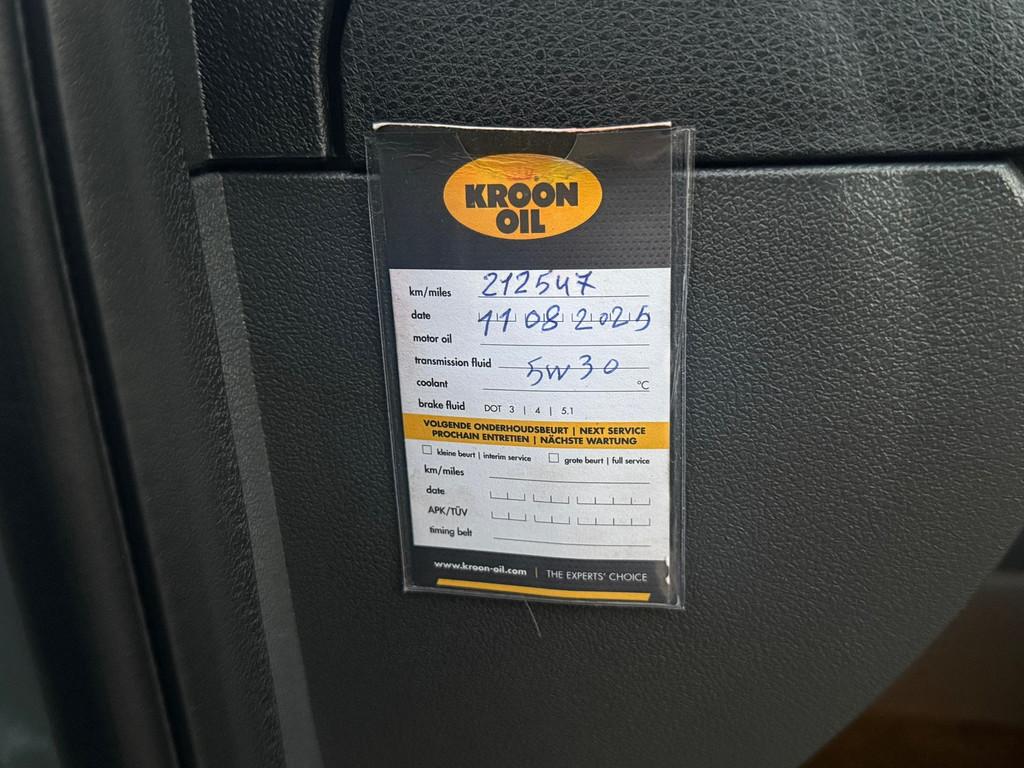 KROON
OIL
km/miles 212547
date 11 08 2025
motor oil
transmission fluid 5W30
coolant °C
brake fluid DOT 3 | 4 | 5.1
VOLGENDE ONDERHOUDSBEURT | NEXT SERVICE
PROCHAIN ENTRETIEN | NÄCHSTE WARTUNG
kleine beurt | interim service grote beurt | full service
km/miles
date
APK/TÜV
timing belt
www.kroon-oil.com | THE EXPERTS' CHOICE